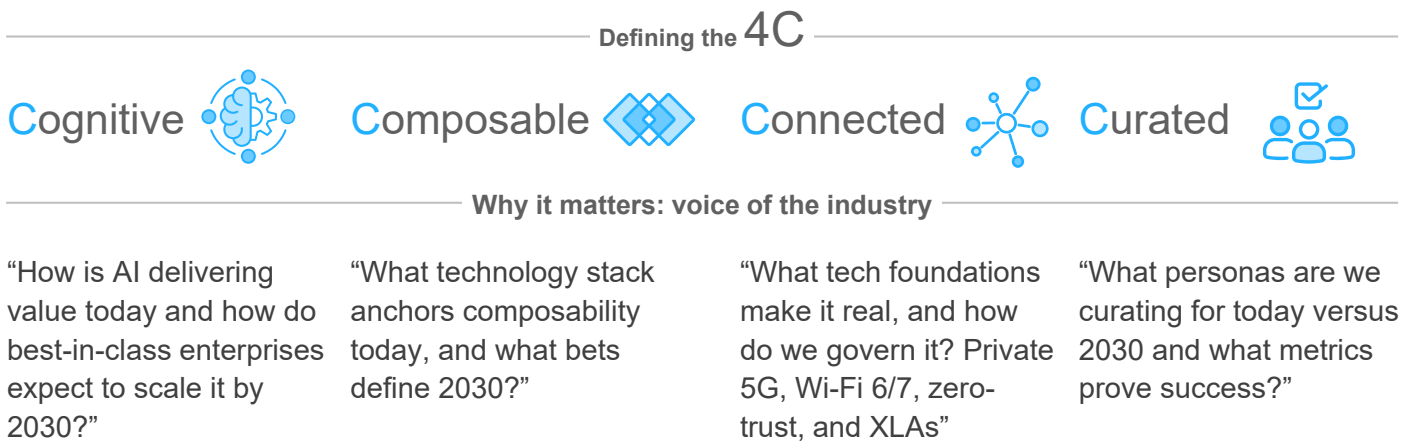 Defining the 4C
Cognitive
Composable
Connected
Curated
Why it matters: voice of the industry
“How is AI delivering
value today and how do
best-in-class enterprises
expect to scale it by
2030?”
“What technology stack
anchors composability
today, and what bets
define 2030?”
“What tech foundations
make it real, and how
do we govern it? Private
5G, Wi-Fi 6/7, zero-
trust, and XLAs”
“What personas are we
curating for today versus
2030 and what metrics
prove success?”